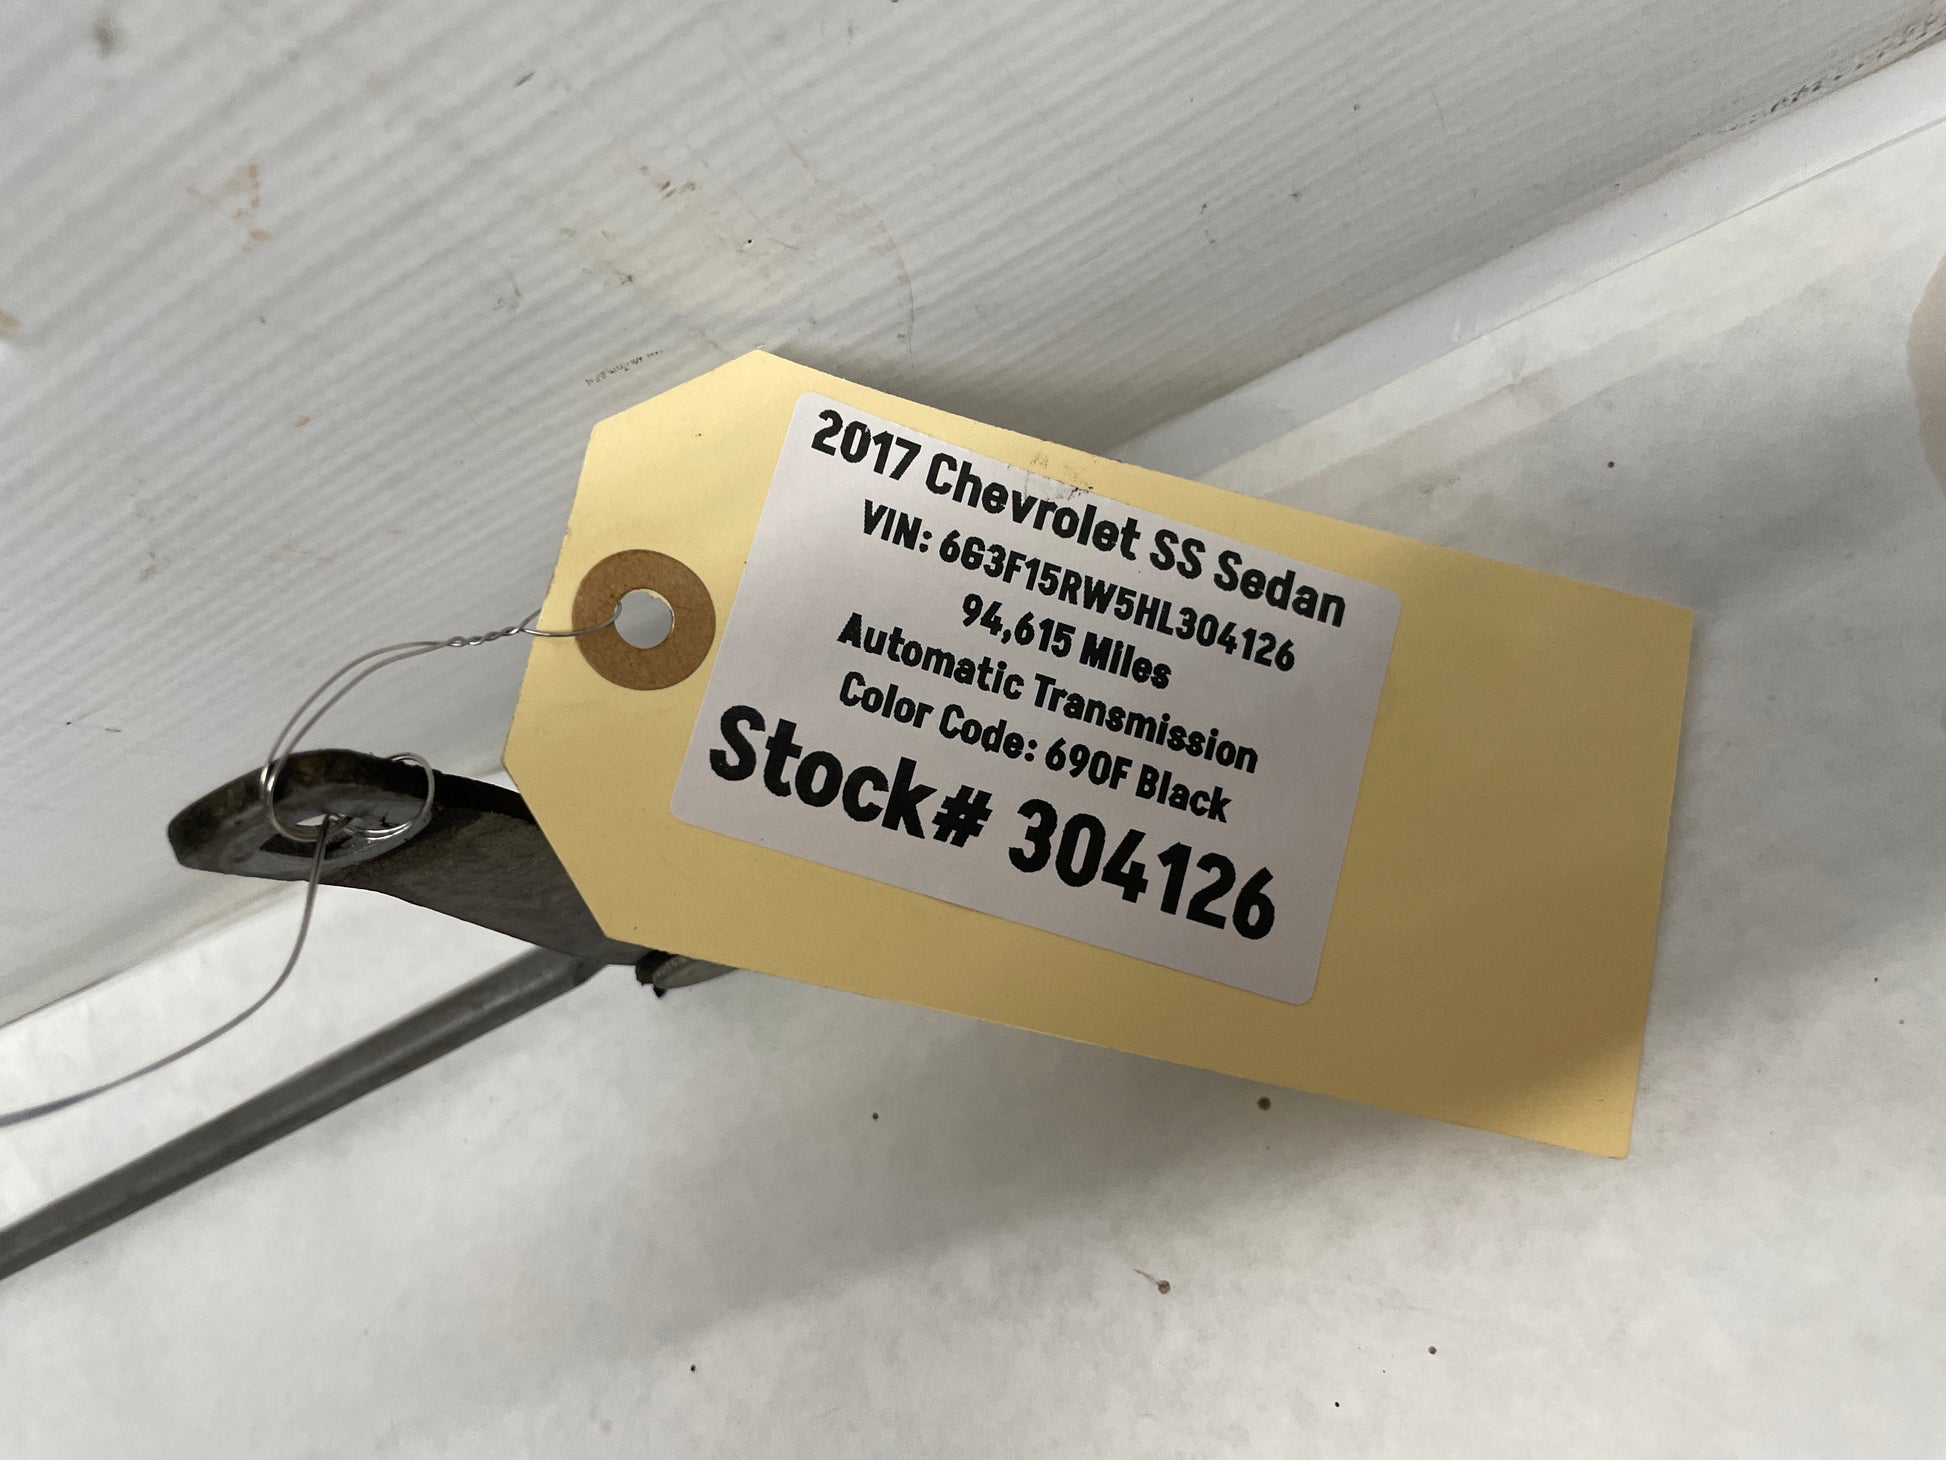 2017 Chevrolet SS Sedan
VIN: 6G3F15RW5HL304126
94,615 Miles
Automatic Transmission
Color Code: 690F Black
Stock# 304126